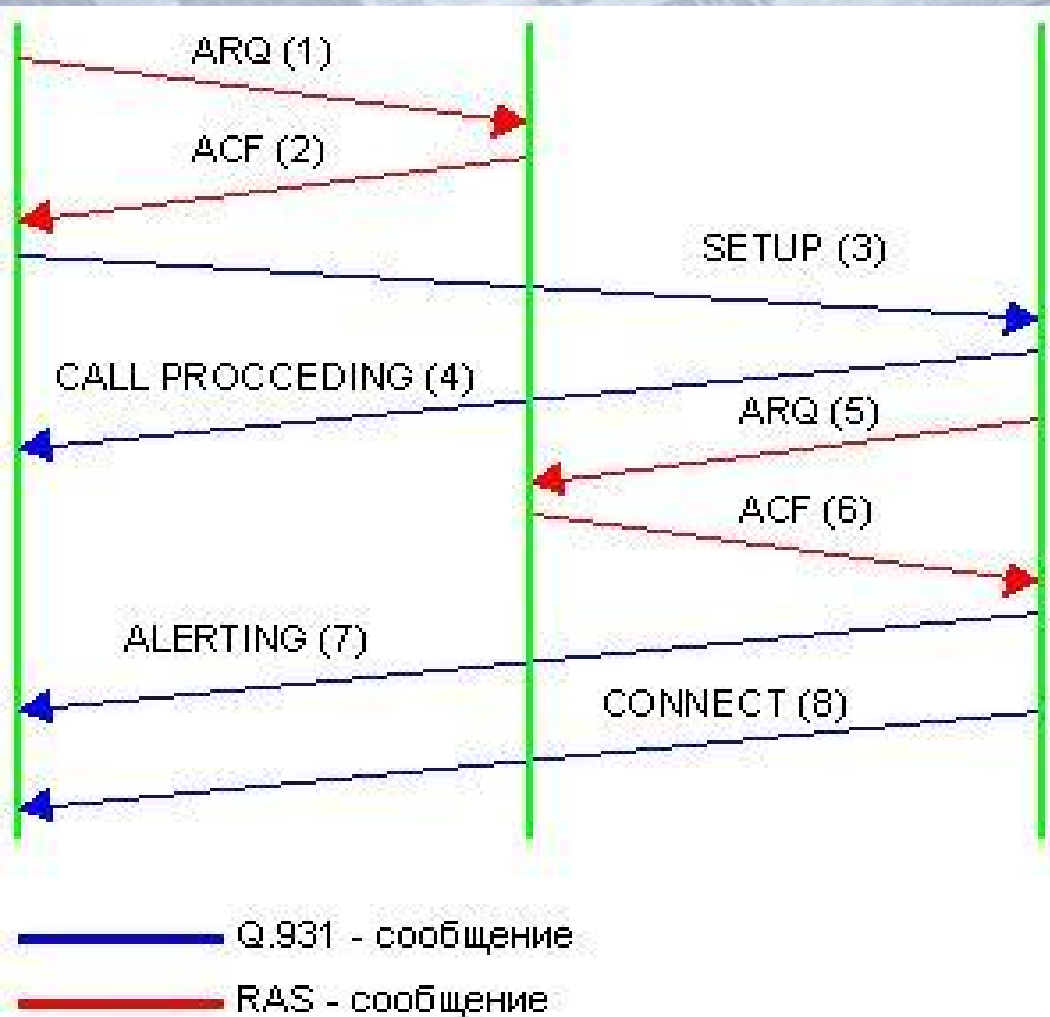 ARQ (1)
ACF (2)
SETUP (3)
CALL PROCCEDING (4)
ARQ (5)
ACF (6)
ALERTING (7)
CONNECT (8)
Q.931 - сообщение
RAS - сообщение